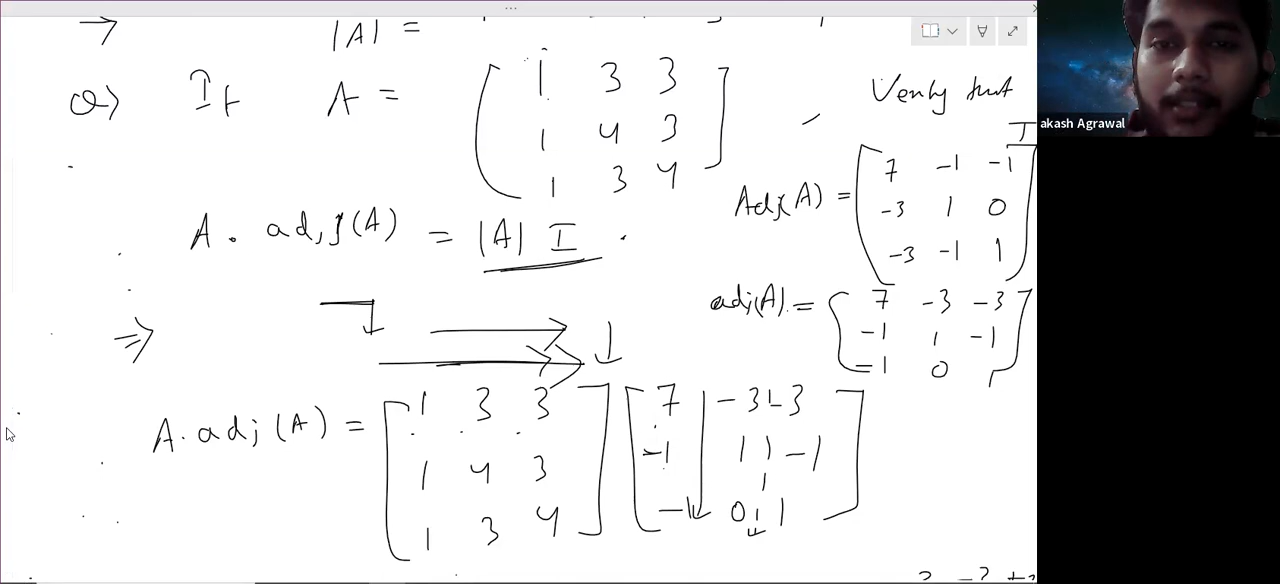 → |A| =
Q) If A = [ 1 3 3
1 4 3
1 3 4 ] , Verify that
akash Agrawal
A . adj(A) = |A| I .
Adj(A) = [ 7 -1 -1
-3 1 0
-3 -1 1 ]
adj(A) = [ 7 -3 -3
-1 1 -1
-1 0 1 ]
⇒
A. adj (A) = [ 1 3 3
1 4 3
1 3 4 ] [ 7 -3 -3
-1 1 -1
-1 0 1 ]